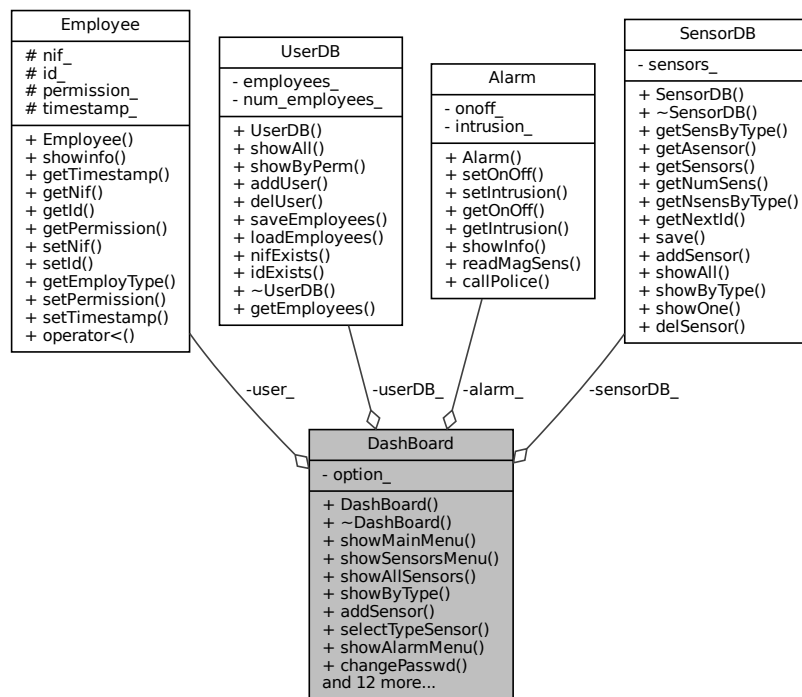 Employee
# nif_
# id_
# permission_
# timestamp_
+ Employee()
+ showinfo()
+ getTimestamp()
+ getNif()
+ getId()
+ getPermission()
+ setNif()
+ setId()
+ getEmployType()
+ setPermission()
+ setTimestamp()
+ operator<()
UserDB
- employees_
- num_employees_
+ UserDB()
+ showAll()
+ showByPerm()
+ addUser()
+ delUser()
+ saveEmployees()
+ loadEmployees()
+ nifExists()
+ idExists()
+ ~UserDB()
+ getEmployees()
Alarm
- onoff_
- intrusion_
+ Alarm()
+ setOnOff()
+ setIntrusion()
+ getOnOff()
+ getIntrusion()
+ showInfo()
+ readMagSens()
+ callPolice()
SensorDB
- sensors_
+ SensorDB()
+ ~SensorDB()
+ getSensByType()
+ getAsensor()
+ getSensors()
+ getNumSens()
+ getNsensByType()
+ getNextId()
+ save()
+ addSensor()
+ showAll()
+ showByType()
+ showOne()
+ delSensor()
-user_
-userDB_
-alarm_
-sensorDB_
DashBoard
- option_
+ DashBoard()
+ ~DashBoard()
+ showMainMenu()
+ showSensorsMenu()
+ showAllSensors()
+ showByType()
+ addSensor()
+ selectTypeSensor()
+ showAlarmMenu()
+ changePasswd()
and 12 more...